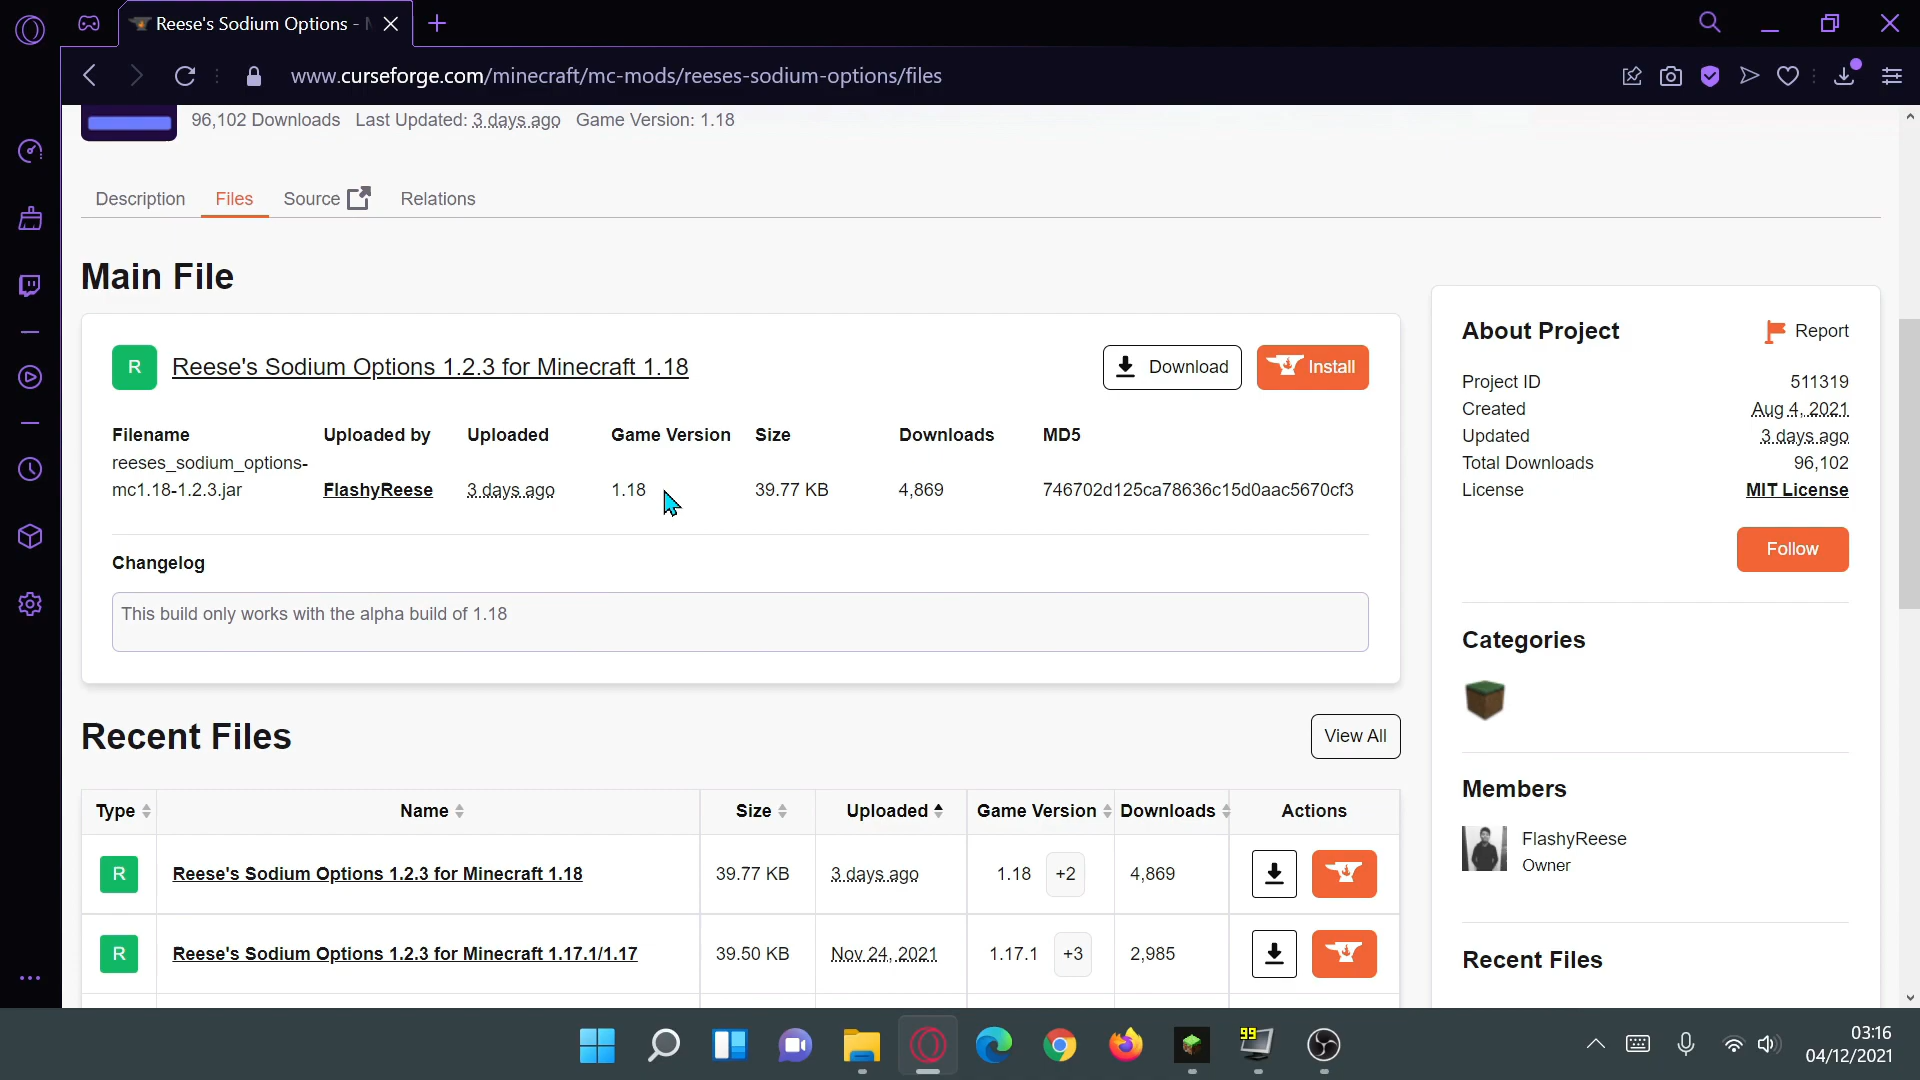 Reese's Sodium Options -
www.curseforge.com/minecraft/mc-mods/reeses-sodium-options/files
96,102 Downloads Last Updated: 3 days ago Game Version: 1.18
Description Files Source Relations
Main File
R Reese's Sodium Options 1.2.3 for Minecraft 1.18 Download Install
Filename Uploaded by Uploaded Game Version Size Downloads MD5
reeses_sodium_options-
mc1.18-1.2.3.jar FlashyReese 3 days ago 1.18 39.77 KB 4,869 746702d125ca78636c15d0aac5670cf3
Changelog
This build only works with the alpha build of 1.18
Recent Files View All
Type Name Size Uploaded Game Version Downloads Actions
R Reese's Sodium Options 1.2.3 for Minecraft 1.18 39.77 KB 3 days ago 1.18 +2 4,869
R Reese's Sodium Options 1.2.3 for Minecraft 1.17.1/1.17 39.50 KB Nov 24, 2021 1.17.1 +3 2,985
About Project Report
Project ID 511319
Created Aug 4, 2021
Updated 3 days ago
Total Downloads 96,102
License MIT License
Follow
Categories
Members
FlashyReese
Owner
Recent Files
99
03:16
04/12/2021